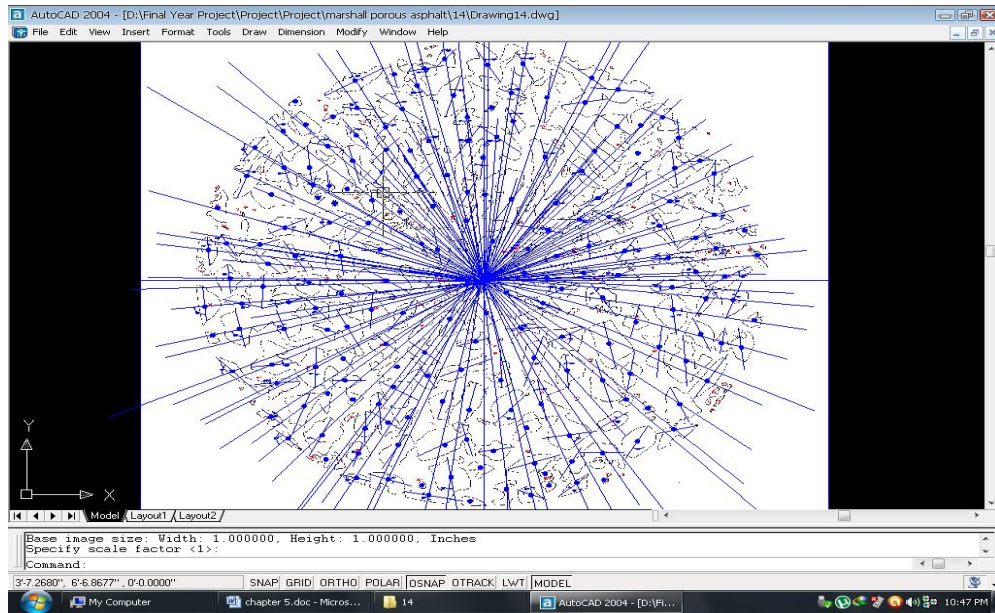 AutoCAD 2004 - [D:\Final Year Project\Project\Project\marshall porous asphalt\14\Drawing14.dwg]
File Edit View Insert Format Tools Draw Dimension Modify Window Help
Y
X
Model Layout1 Layout2
Base image size: Width: 1.000000, Height: 1.000000, Inches
Specify scale factor <1>:
Command:
3'-7.2680", 6'-6.8677" , 0'-0.0000" SNAP GRID ORTHO POLAR OSNAP OTRACK LWT MODEL
My Computer chapter 5.doc - Micros... 14 AutoCAD 2004 - [D:\Fi... 10:47 PM